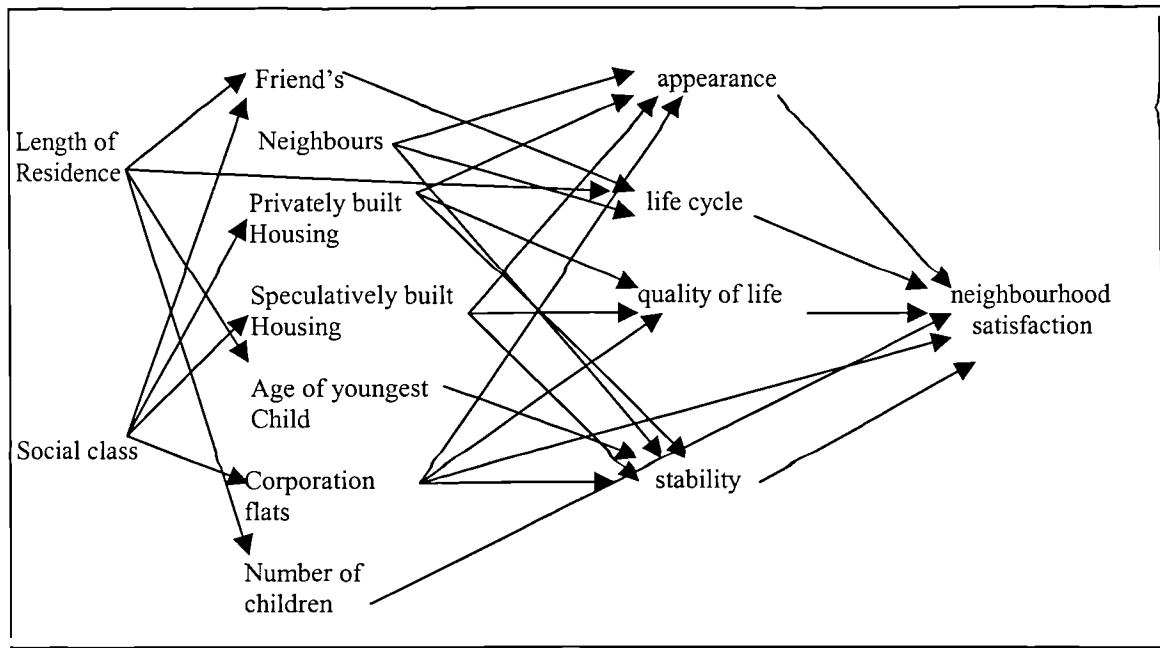 Length of
Residence
Social class
Friend's
Neighbours
Privately built
Housing
Speculatively built
Housing
Age of youngest
Child
Corporation
flats
Number of
children
appearance
life cycle
quality of life
stability
neighbourhood
satisfaction